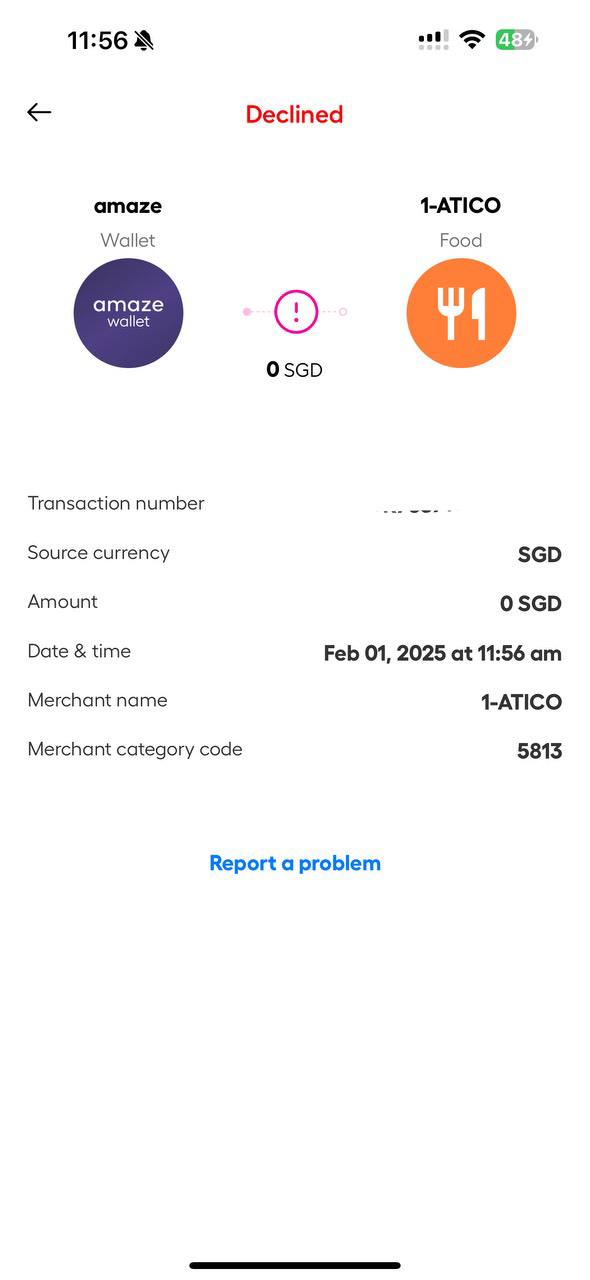 11:56
48
Declined
amaze
1-ATICO
Wallet
Food
amaze
wallet
0 SGD
Transaction number
Source currency
SGD
Amount
0 SGD
Date & time
Feb 01, 2025 at 11:56 am
Merchant name
1-ATICO
Merchant category code
5813
Report a problem